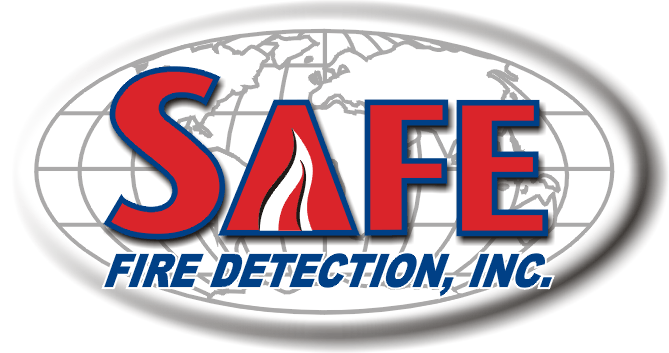 SAFE
FIRE DETECTION, INC.